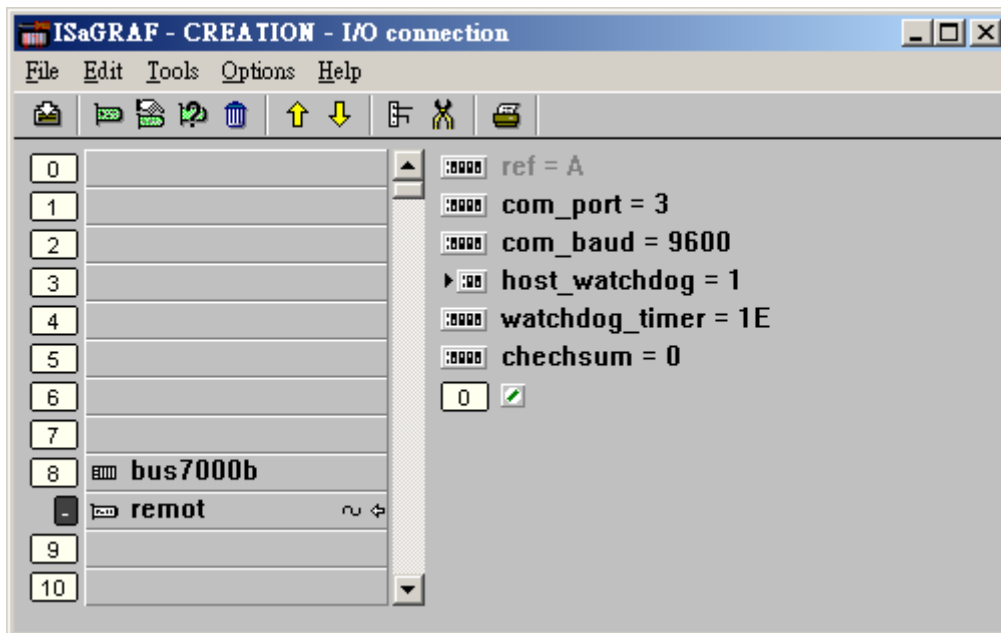 ISaGRAF - CREATION - I/O connection
File Edit Tools Options Help
0
1
2
3
4
5
6
7
8 bus7000b
- remot
9
10
ref = A
com_port = 3
com_baud = 9600
host_watchdog = 1
watchdog_timer = 1E
chechsum = 0
0